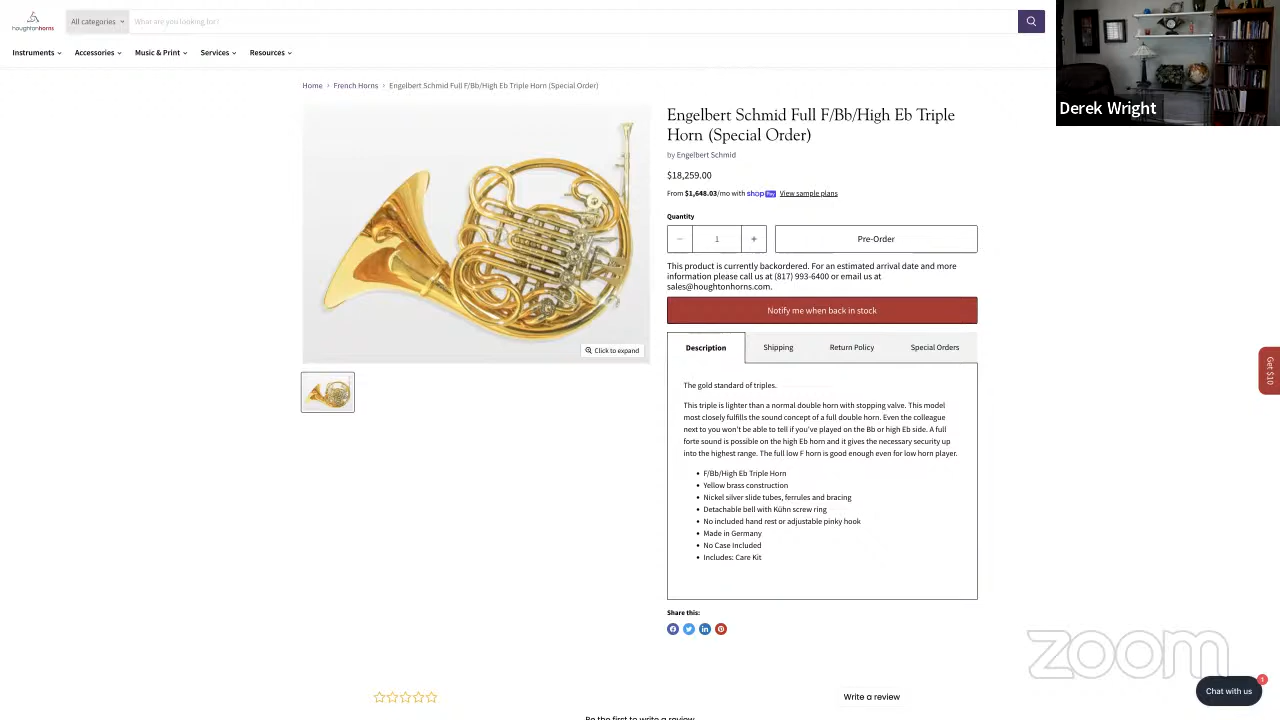 houghtonhorns
All categories
What are you looking for?
Instruments
Accessories
Music & Print
Services
Resources
Derek Wright
Home > French Horns > Engelbert Schmid Full F/Bb/High Eb Triple Horn (Special Order)
Engelbert Schmid Full F/Bb/High Eb Triple
Horn (Special Order)
by Engelbert Schmid
$18,259.00
From $1,648.03/mo with shop Pay View sample plans
Quantity
− 1 +
Pre-Order
This product is currently backordered. For an estimated arrival date and more
information please call us at (817) 993-6400 or email us at
sales@houghtonhorns.com.
Notify me when back in stock
Click to expand
Get $10
Description
Shipping
Return Policy
Special Orders
The gold standard of triples.
This triple is lighter than a normal double horn with stopping valve. This model
most closely fulfills the sound concept of a full double horn. Even the colleague
next to you won't be able to tell if you've played on the Bb or high Eb side. A full
forte sound is possible on the high Eb horn and it gives the necessary security up
into the highest range. The full low F horn is good enough even for low horn player.
• F/Bb/High Eb Triple Horn
• Yellow brass construction
• Nickel silver slide tubes, ferrules and bracing
• Detachable bell with Kühn screw ring
• No included hand rest or adjustable pinky hook
• Made in Germany
• No Case Included
• Includes: Care Kit
Share this:
zoom
Chat with us
1
Write a review
Be the first to write a review